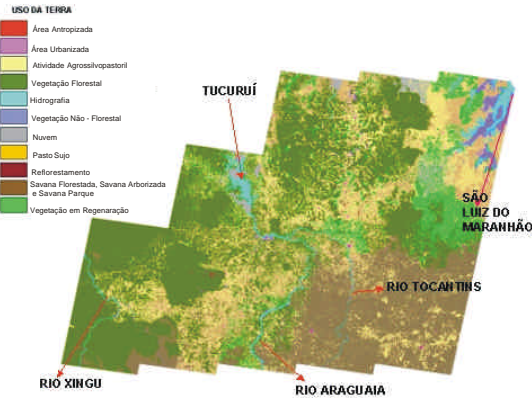 USO DA TERRA
Área Antropizada
Área Urbanizada
Atividade Agrossilvopastoril
Vegetação Florestal
Hidrografia
Vegetação Não - Florestal
Nuvem
Pasto Sujo
Reflorestamento
Savana Florestada, Savana Arborizada
e Savana Parque
Vegetação em Regenaração
TUCURUÍ
SÃO
LUIZ DO
MARANHÃO
RIO TOCANTINS
RIO XINGU
RIO ARAGUAIA